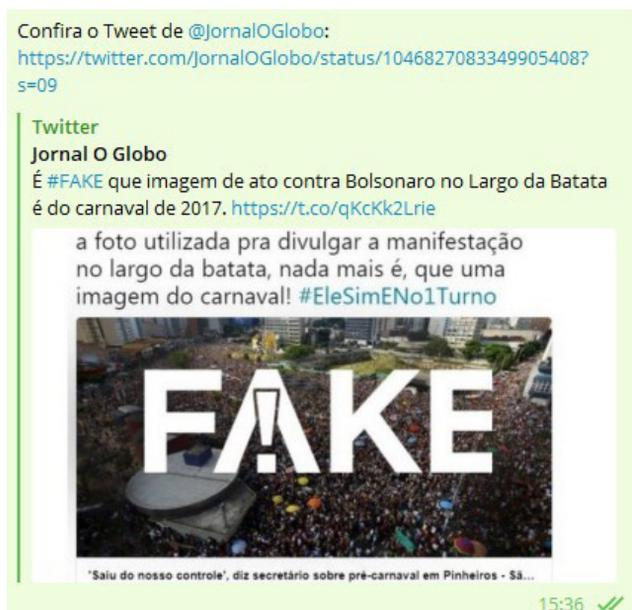 Confira o Tweet de @JornalOGlobo:
https://twitter.com/JornalOGlobo/status/1046827083349905408?
s=09
Twitter
Jornal O Globo
É #FAKE que imagem de ato contra Bolsonaro no Largo da Batata
é do carnaval de 2017. https://t.co/qKcKk2Lrie
a foto utilizada pra divulgar a manifestação
no largo da batata, nada mais é, que uma
imagem do carnaval! #EleSimENo1Turno
FAKE
'Saiu do nosso controle', diz secretário sobre pré-carnaval em Pinheiros - Sã...
15:36